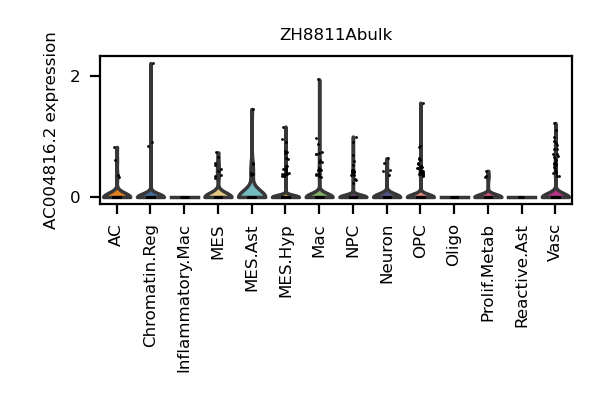 ZH8811Abulk
AC004816.2 expression
2
0
AC
Chromatin.Reg
Inflammatory.Mac
MES
MES.Ast
MES.Hyp
Mac
NPC
Neuron
OPC
Oligo
Prolif.Metab
Reactive.Ast
Vasc